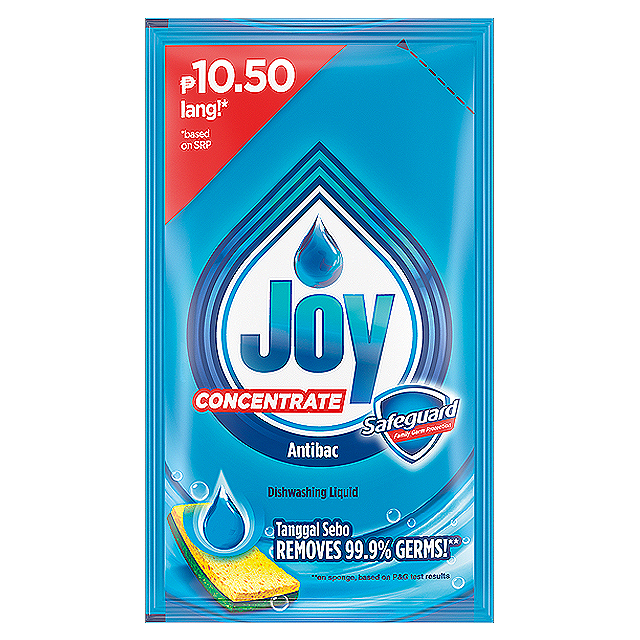 ₱10.50
lang!*
*based
on SRP
Joy
CONCENTRATE
Safeguard
Family Germ Protection
Antibac
Dishwashing Liquid
Tanggal Sebo
REMOVES 99.9% GERMS!**
**on sponge, based on P&G test results